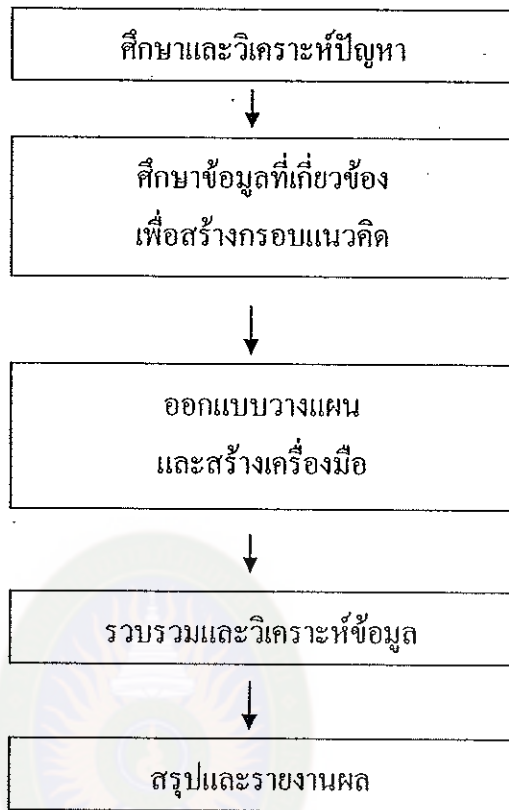 ศึกษาและวิเคราะห์ปัญหา
ศึกษาข้อมูลที่เกี่ยวข้อง
เพื่อสร้างกรอบแนวคิด
ออกแบบวางแผน
และสร้างเครื่องมือ
รวบรวมและวิเคราะห์ข้อมูล
สรุปและรายงานผล